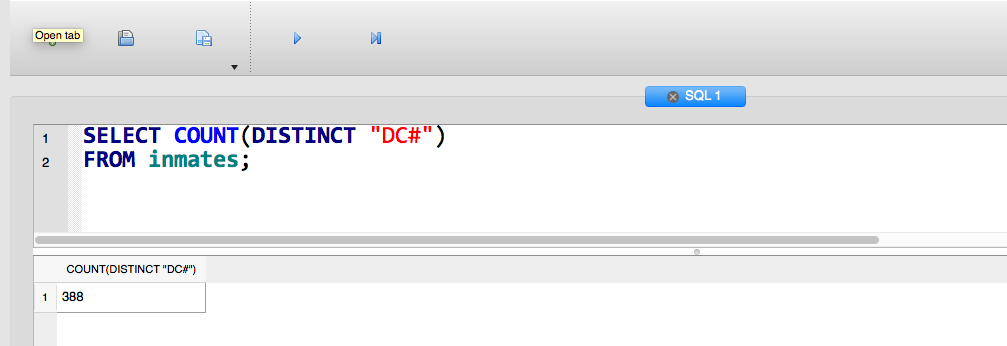 Open tab
SQL 1
1 SELECT COUNT(DISTINCT "DC#")
2 FROM inmates;
COUNT(DISTINCT "DC#")
1 388